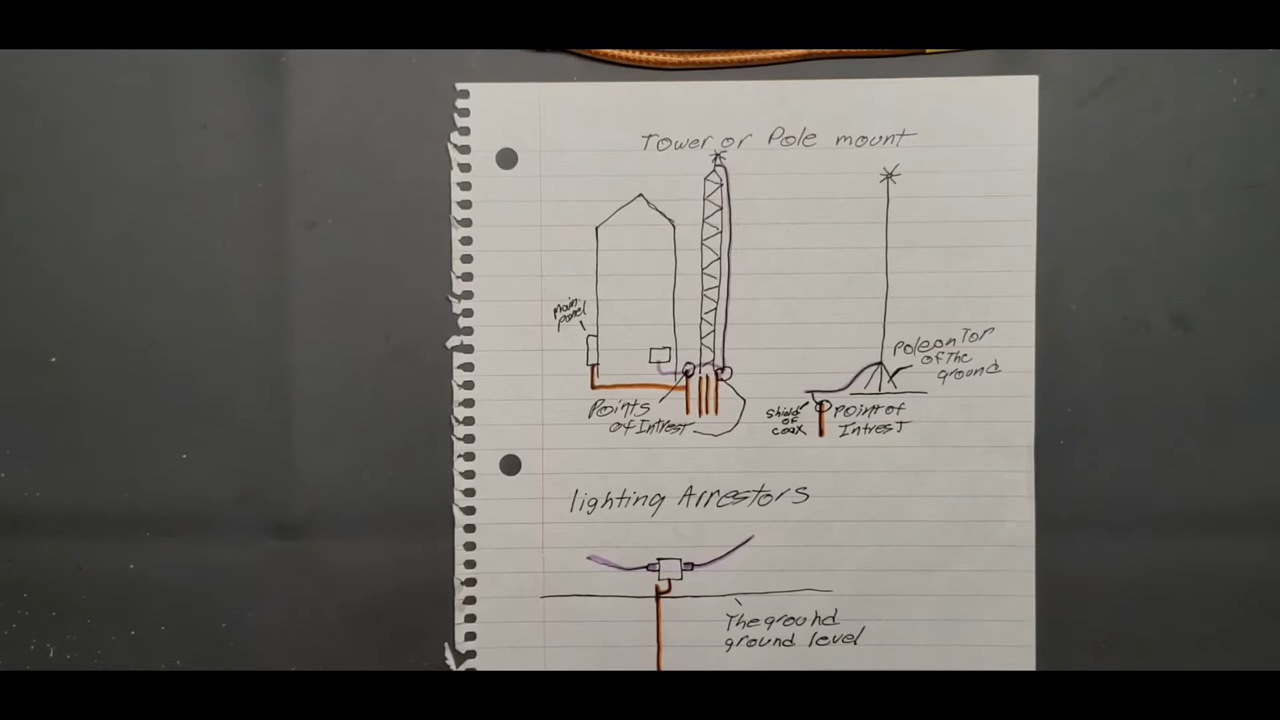 Tower or Pole mount
main
panel
Pole on Top
of The
ground
Points
of Intrest
shield
of
coax
Point of
Intrest
lighting Arrestors
The ground
ground level